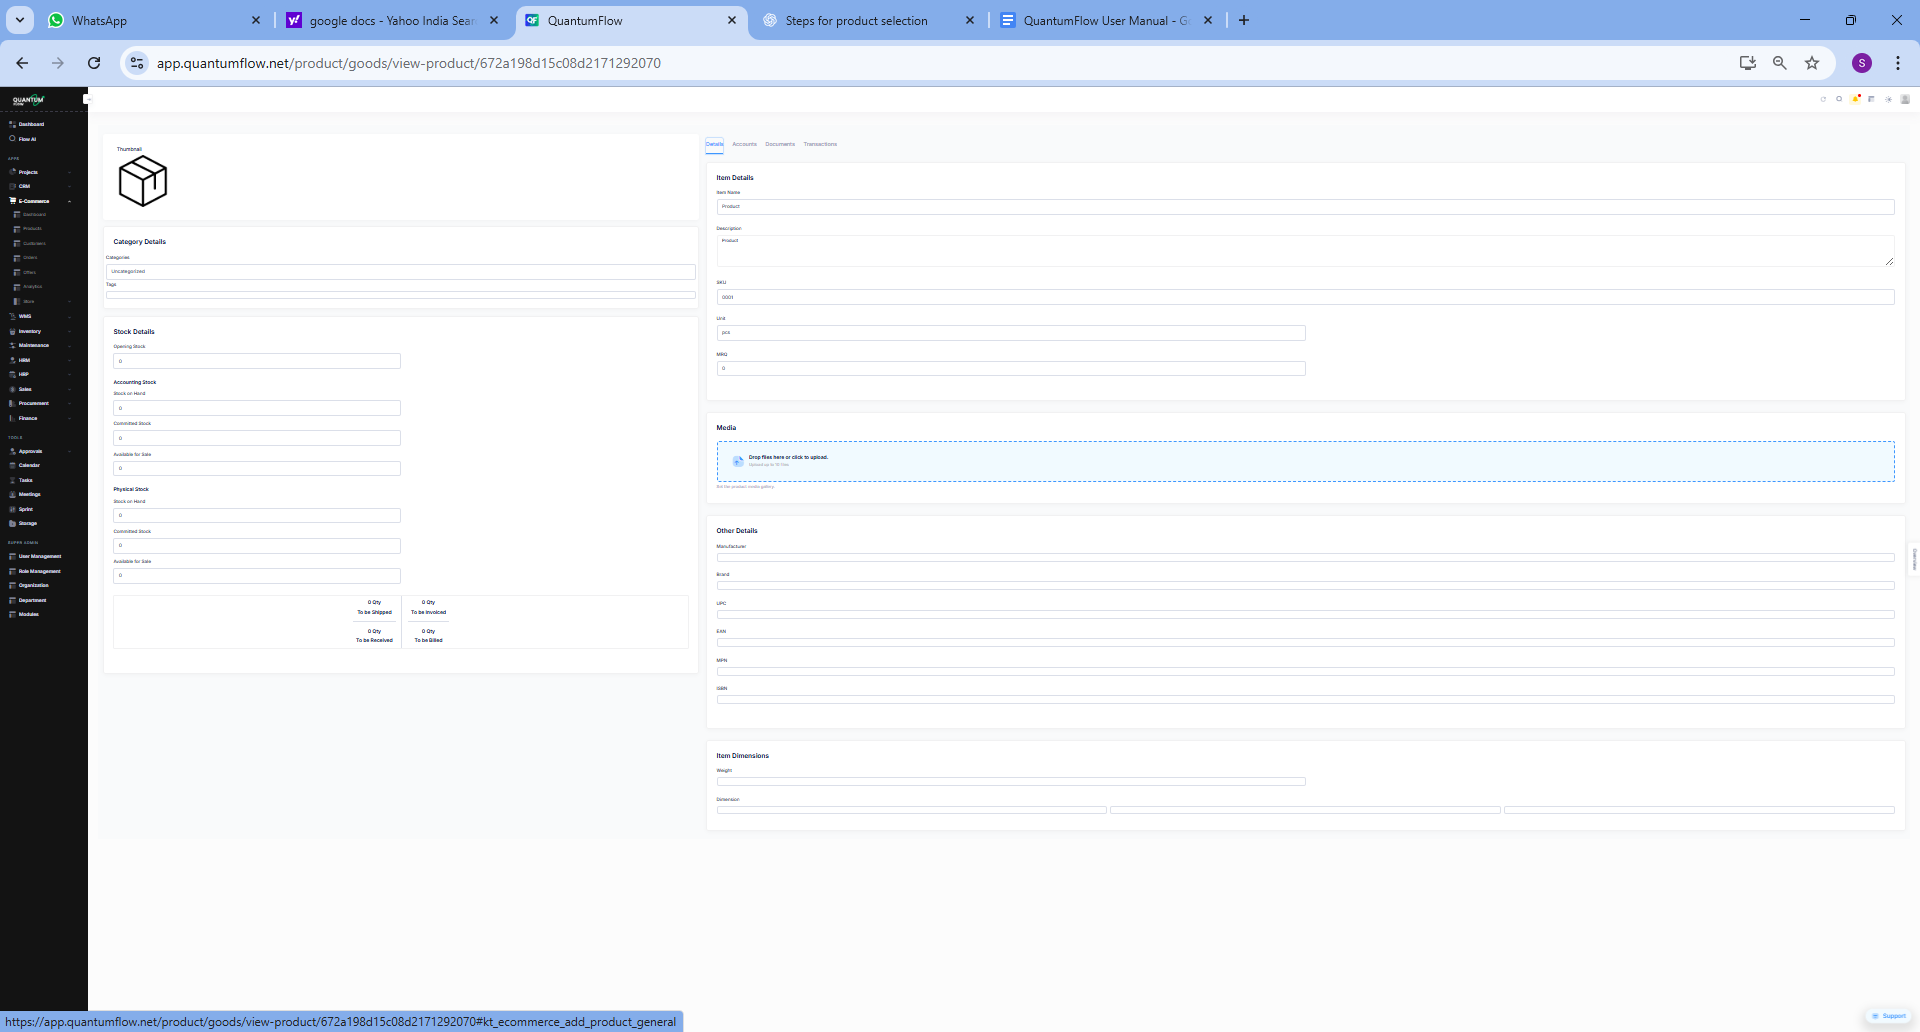 WhatsApp
google docs - Yahoo India Sear
QuantumFlow
Steps for product selection
QuantumFlow User Manual - G
app.quantumflow.net/product/goods/view-product/672a198d15c08d2171292070
S
QUANTUM
Dashboard
Flow AI
APPS
Projects
CRM
E-Commerce
Dashboard
Products
Customers
Orders
Offers
Analytics
Store
WMS
Inventory
Maintenance
HRM
HRP
Sales
Procurement
Finance
TOOLS
Approvals
Calendar
Tasks
Meetings
Sprint
Storage
SUPER ADMIN
User Management
Role Management
Organization
Department
Modules
Thumbnail
Category Details
Categories
Uncategorized
Tags
Stock Details
Opening Stock
0
Accounting Stock
Stock on Hand
0
Committed Stock
0
Available for Sale
0
Physical Stock
Stock on Hand
0
Committed Stock
0
Available for Sale
0
0 Qty
To be Shipped
0 Qty
To be Invoiced
0 Qty
To be Received
0 Qty
To be Billed
Details Accounts Documents Transactions
Item Details
Item Name
Product
Description
Product
SKU
0001
Unit
pcs
MRQ
0
Media
Drop files here or click to upload.
Upload up to 10 files
Set the product media gallery.
Other Details
Manufacturer
Brand
UPC
EAN
MPN
ISBN
Item Dimensions
Weight
Dimension
Overview
Support
https://app.quantumflow.net/product/goods/view-product/672a198d15c08d2171292070#kt_ecommerce_add_product_general